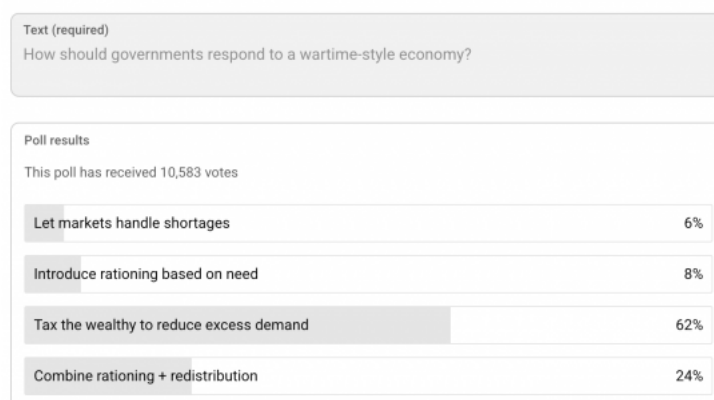 Text (required)
How should governments respond to a wartime-style economy?
Poll results
This poll has received 10,583 votes
Let markets handle shortages 6%
Introduce rationing based on need 8%
Tax the wealthy to reduce excess demand 62%
Combine rationing + redistribution 24%